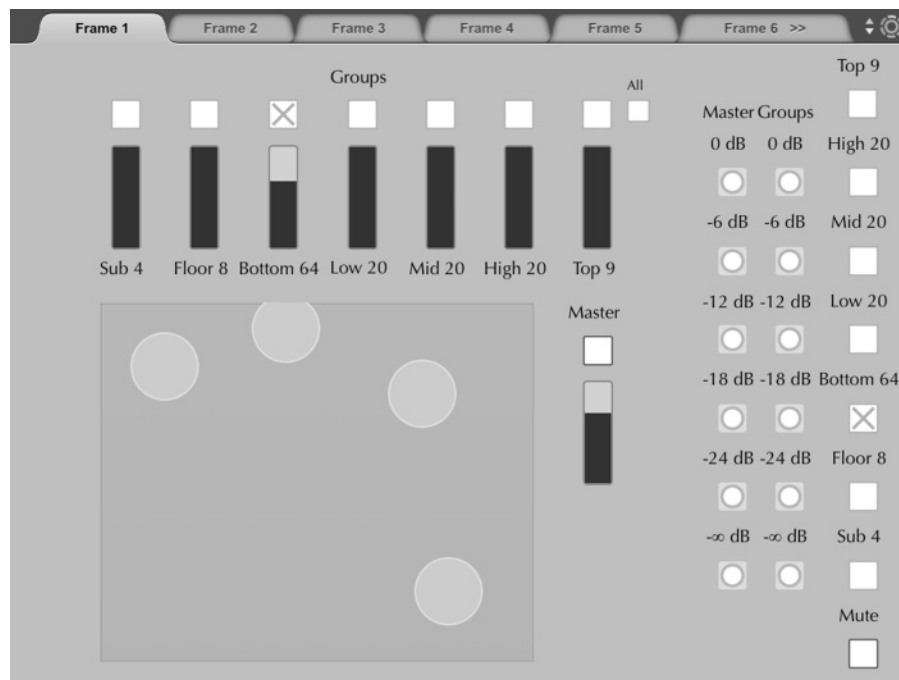 Frame 1 Frame 2 Frame 3 Frame 4 Frame 5 Frame 6 >>
Groups
All
Sub 4 Floor 8 Bottom 64 Low 20 Mid 20 High 20 Top 9
Master
Top 9
Master Groups
0 dB 0 dB High 20
-6 dB -6 dB Mid 20
-12 dB -12 dB Low 20
-18 dB -18 dB Bottom 64
-24 dB -24 dB Floor 8
-∞ dB -∞ dB Sub 4
Mute